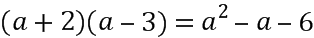 (a + 2)(a – 3) = a² – a – 6